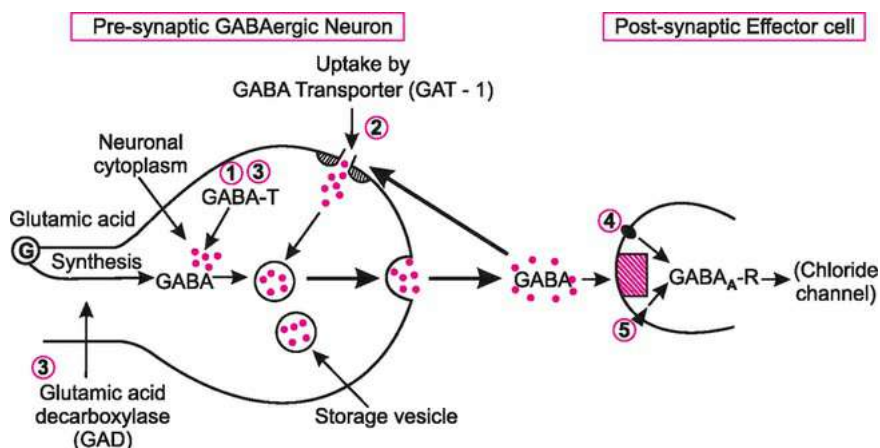 Pre-synaptic GABAergic Neuron
Post-synaptic Effector cell
Uptake by
GABA Transporter (GAT - 1)
2
Neuronal
cytoplasm
1 3
GABA-T
Glutamic acid
G
Synthesis
GABA
GABA
4
GABAA-R
(Chloride
channel)
5
3
Glutamic acid
decarboxylase
(GAD)
Storage vesicle